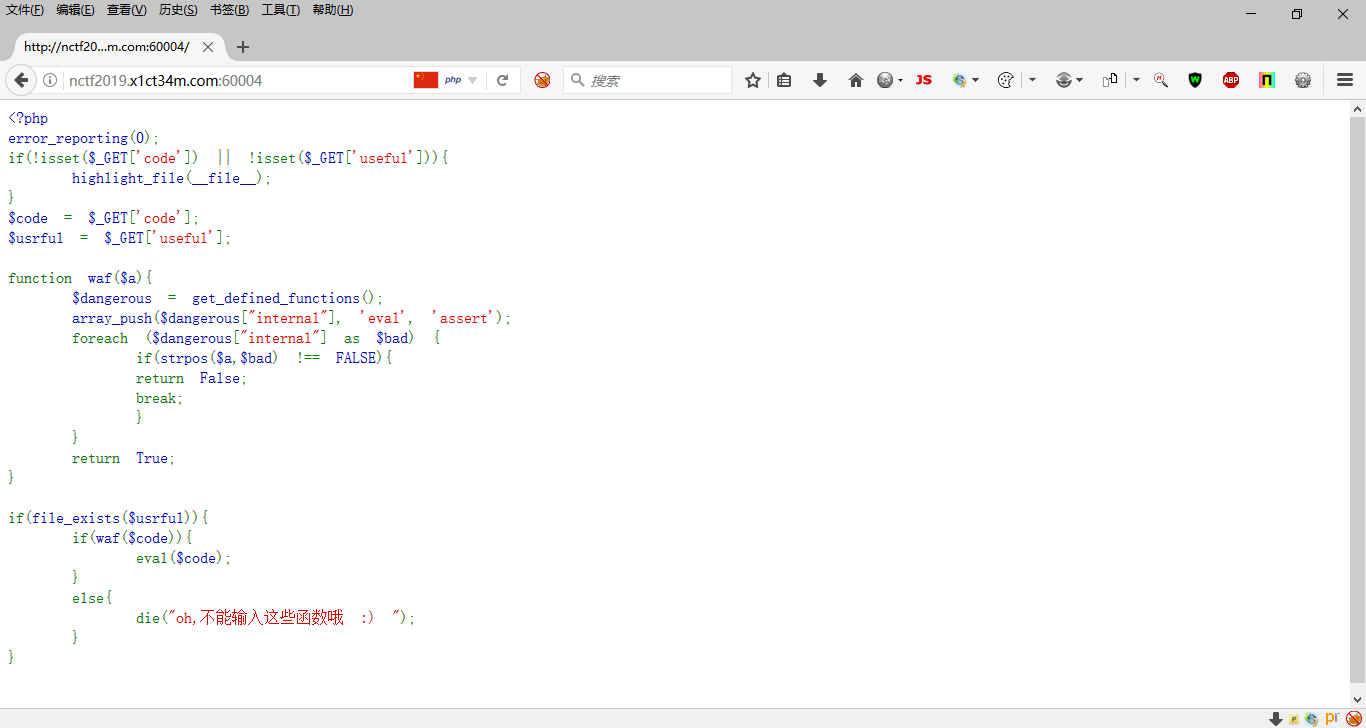 文件(F) 编辑(E) 查看(V) 历史(S) 书签(B) 工具(T) 帮助(H)
http://nctf20...m.com:60004/
nctf2019.x1ct34m.com:60004 php 搜索 JS ABP
<?php
error_reporting(0);
if(!isset($_GET['code']) || !isset($_GET['useful'])){
highlight_file(__file__);
}
$code = $_GET['code'];
$usrful = $_GET['useful'];
function waf($a){
$dangerous = get_defined_functions();
array_push($dangerous["internal"], 'eval', 'assert');
foreach ($dangerous["internal"] as $bad) {
if(strpos($a,$bad) !== FALSE){
return False;
break;
}
}
return True;
}
if(file_exists($usrful)){
if(waf($code)){
eval($code);
}
else{
die("oh,不能输入这些函数哦 :) ");
}
}